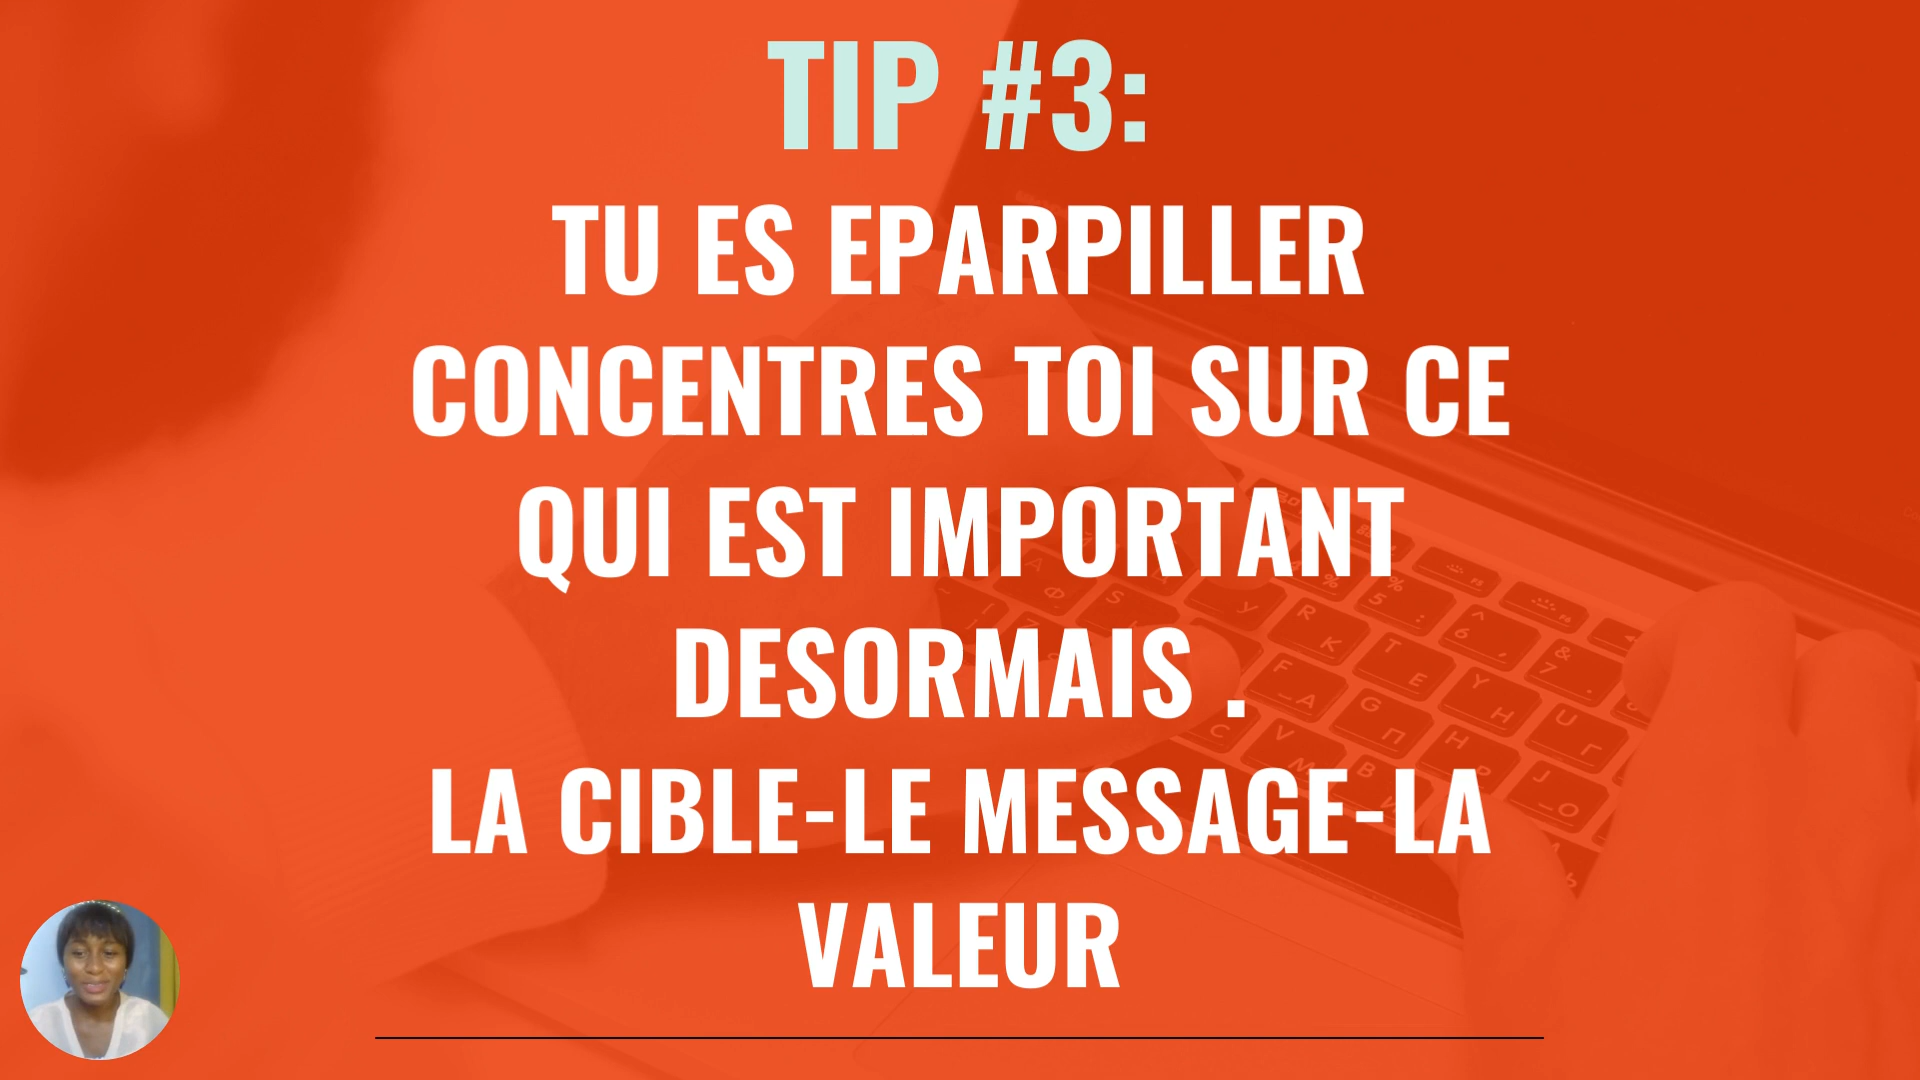 TIP #3:
TU ES EPARPILLER
CONCENTRES TOI SUR CE
QUI EST IMPORTANT
DESORMAIS .
LA CIBLE-LE MESSAGE-LA
VALEUR